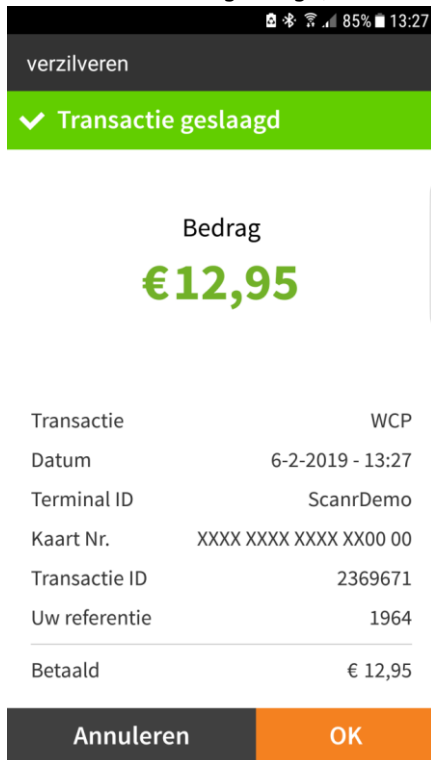 85% 13:27
verzilveren
Transactie geslaagd
Bedrag
€12,95
Transactie WCP
Datum 6-2-2019 - 13:27
Terminal ID ScanrDemo
Kaart Nr. XXXX XXXX XXXX XX00 00
Transactie ID 2369671
Uw referentie 1964
Betaald € 12,95
Annuleren OK